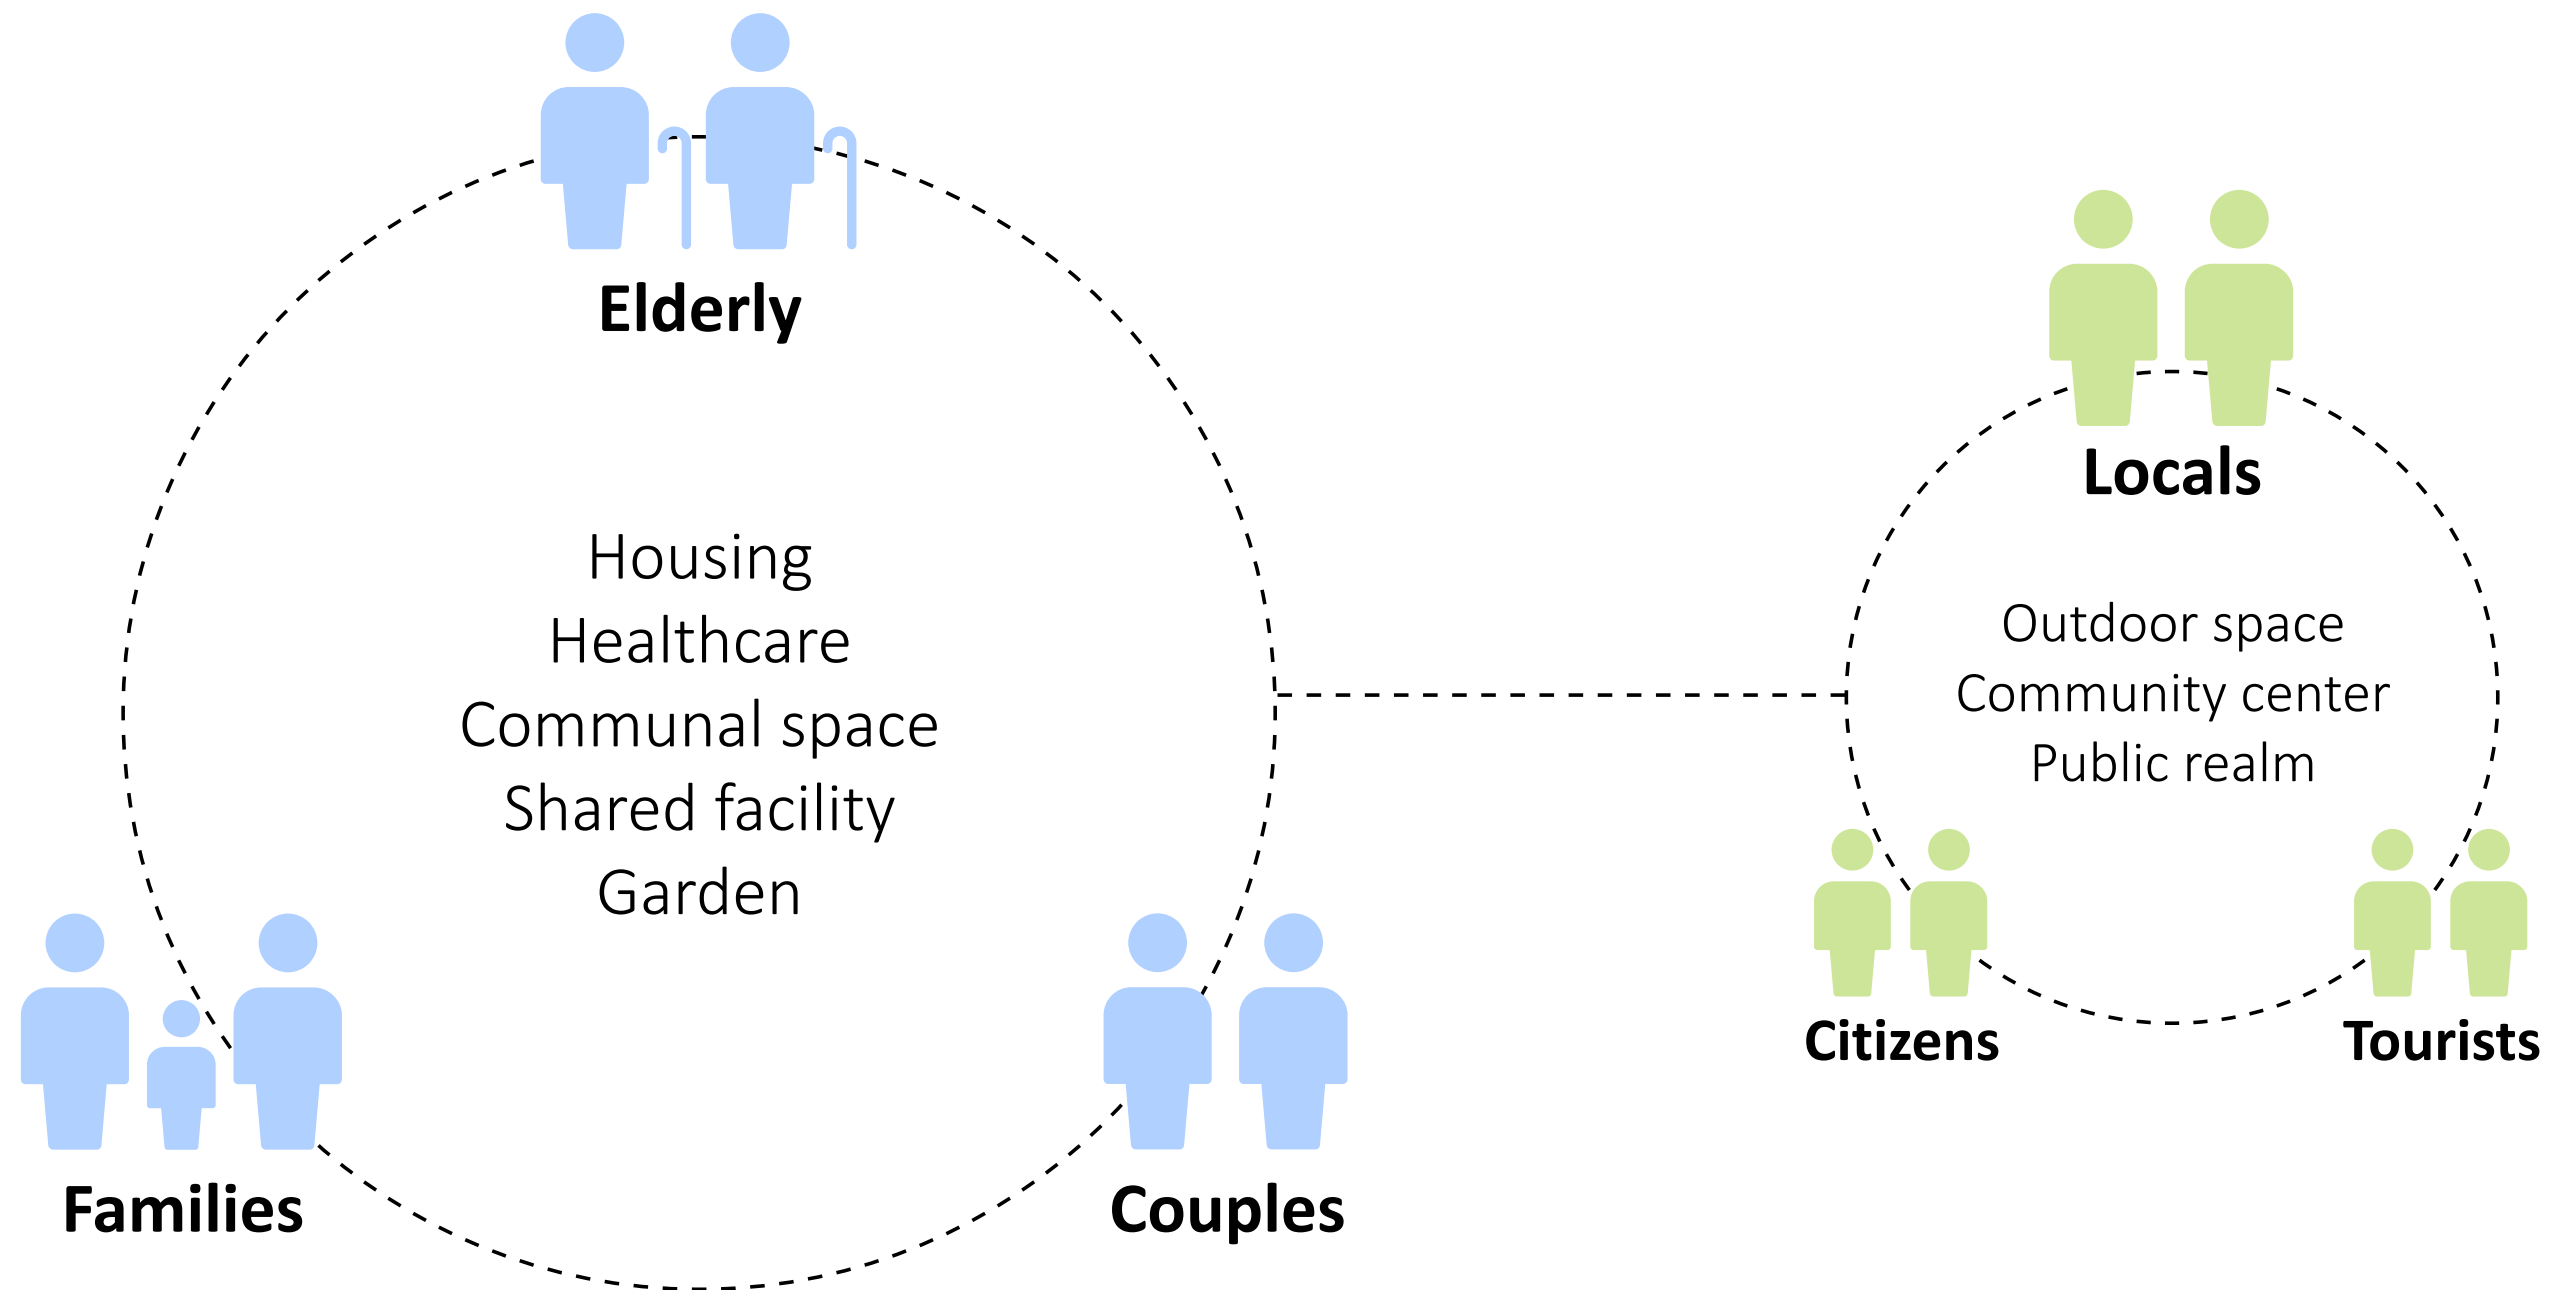 Elderly
Housing
Healthcare
Communal space
Shared facility
Garden
Families
Couples
Locals
Outdoor space
Community center
Public realm
Citizens
Tourists